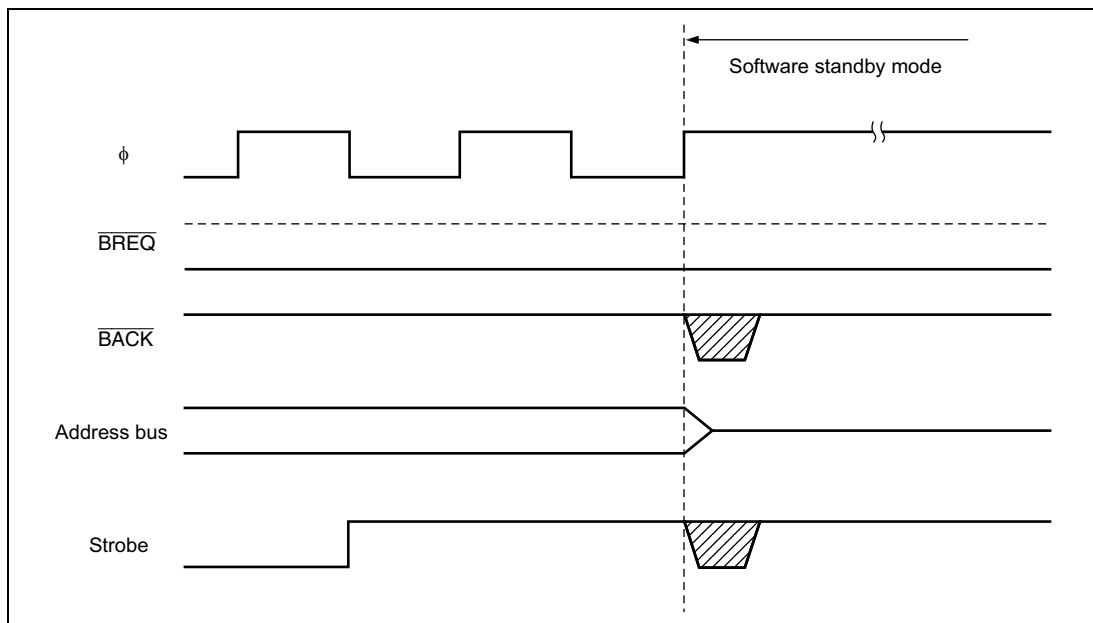 Software standby mode
ϕ
BREQ
BACK
Address bus
Strobe